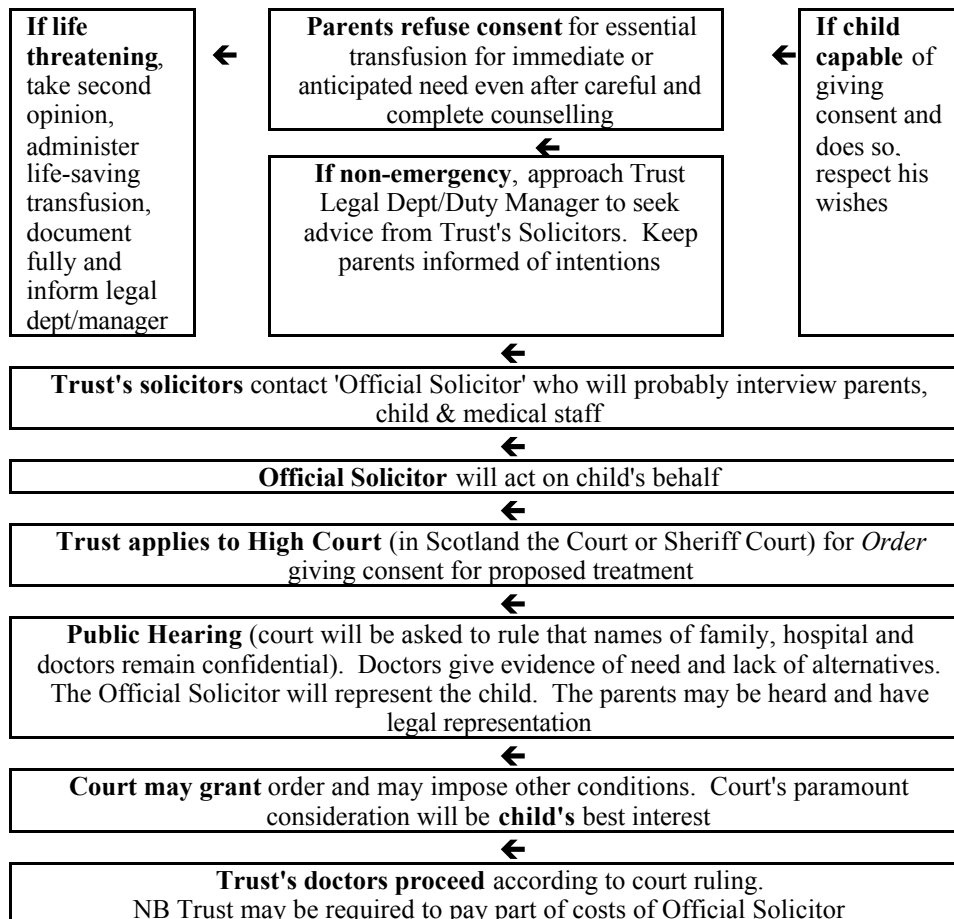 If life
threatening,
take second
opinion,
administer
life-saving
transfusion,
document
fully and
inform legal
dept/manager
←
Parents refuse consent for essential
transfusion for immediate or
anticipated need even after careful and
complete counselling
←
If child
capable of
giving
consent and
does so,
respect his
wishes
←
If non-emergency, approach Trust
Legal Dept/Duty Manager to seek
advice from Trust's Solicitors. Keep
parents informed of intentions
←
Trust's solicitors contact 'Official Solicitor' who will probably interview parents,
child & medical staff
←
Official Solicitor will act on child's behalf
←
Trust applies to High Court (in Scotland the Court or Sheriff Court) for Order
giving consent for proposed treatment
←
Public Hearing (court will be asked to rule that names of family, hospital and
doctors remain confidential). Doctors give evidence of need and lack of alternatives.
The Official Solicitor will represent the child. The parents may be heard and have
legal representation
←
Court may grant order and may impose other conditions. Court's paramount
consideration will be child's best interest
←
Trust's doctors proceed according to court ruling.
NB Trust may be required to pay part of costs of Official Solicitor